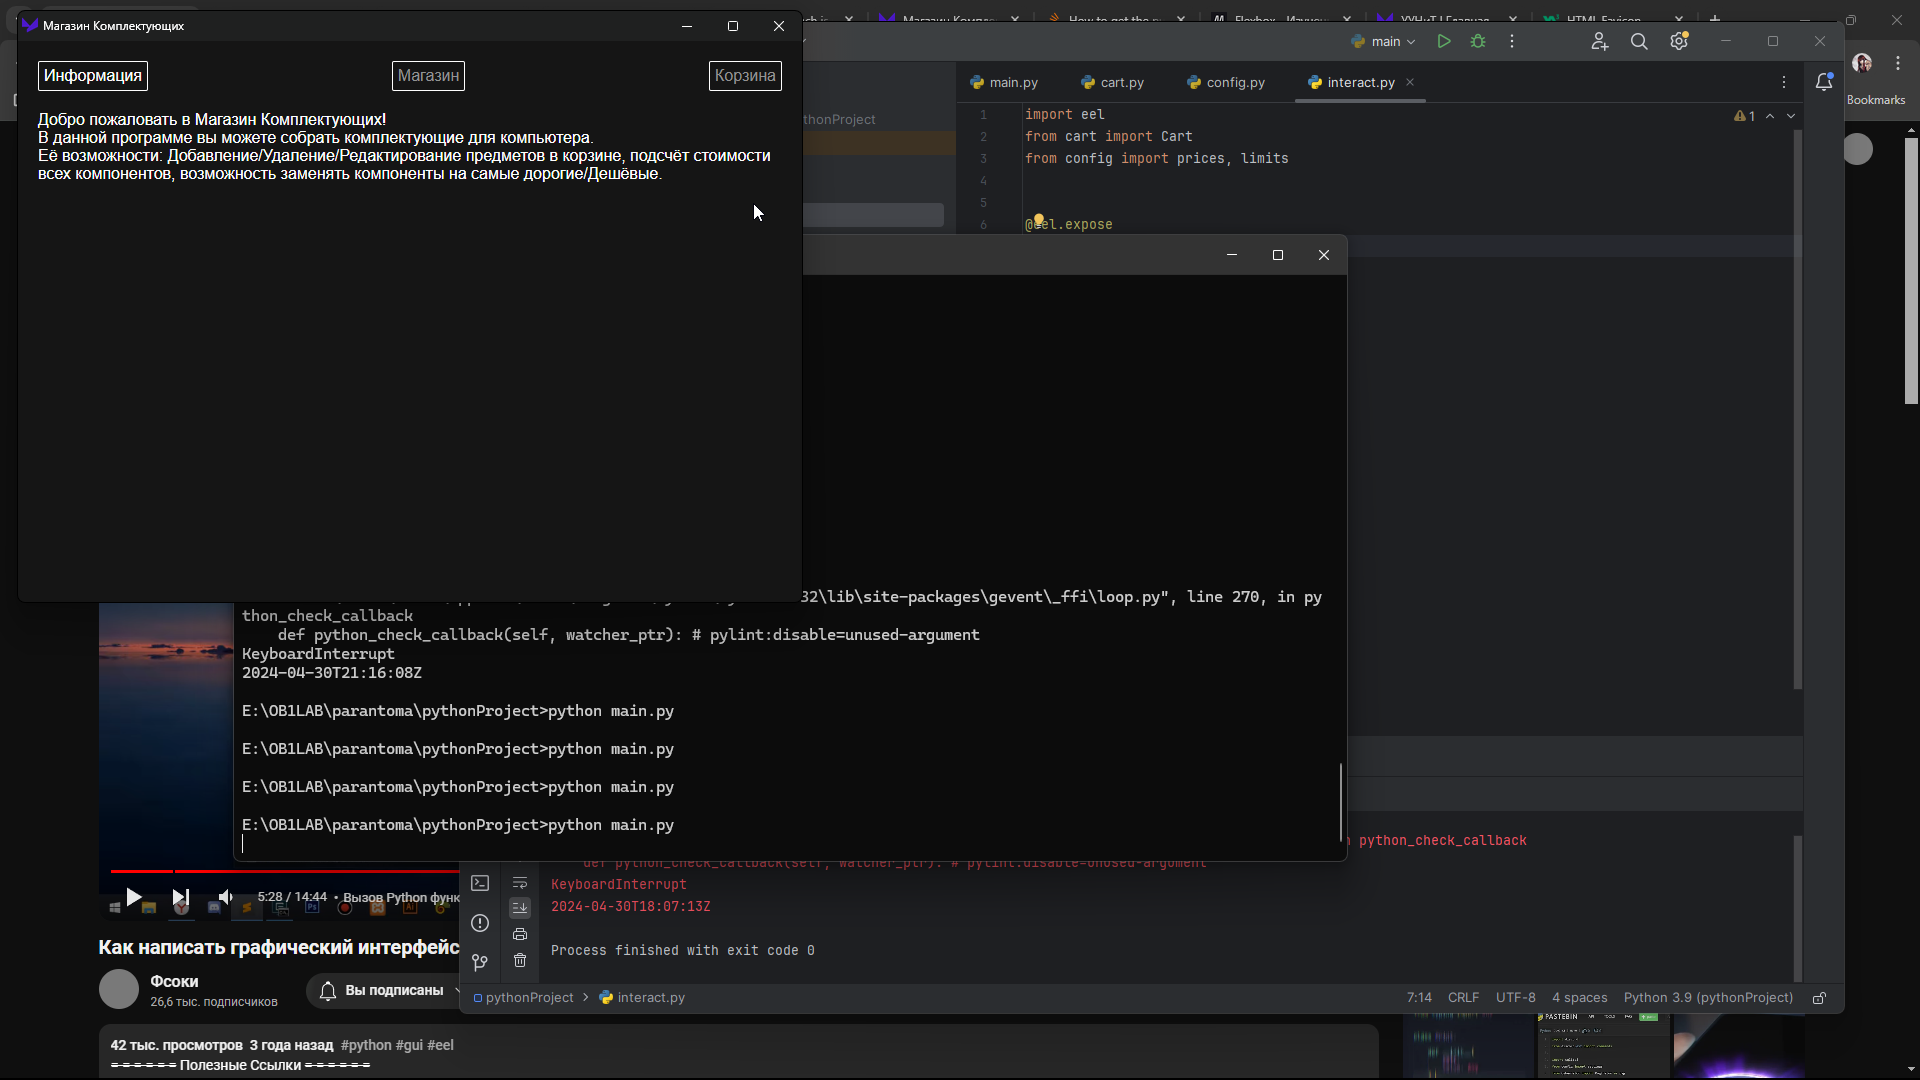 Магазин Комплектующих
Информация
Магазин
Корзина
Добро пожаловать в Магазин Комплектующих!
В данной программе вы можете собрать комплектующие для компьютера.
Её возможности: Добавление/Удаление/Редактирование предметов в корзине, подсчёт стоимости
всех компонентов, возможность заменять компоненты на самые дорогие/Дешёвые.
main
main.py
cart.py
config.py
interact.py
Bookmarks
thonProject
1
1 import eel
2 from cart import Cart
3 from config import prices, limits
4
5
6 @eel.expose
32\lib\site-packages\gevent\_ffi\loop.py", line 270, in py
thon_check_callback
def python_check_callback(self, watcher_ptr): # pylint:disable=unused-argument
KeyboardInterrupt
2024-04-30T21:16:08Z
E:\OB1LAB\parantoma\pythonProject>python main.py
E:\OB1LAB\parantoma\pythonProject>python main.py
E:\OB1LAB\parantoma\pythonProject>python main.py
E:\OB1LAB\parantoma\pythonProject>python main.py
python_check_callback
def python_check_callback(self, watcher_ptr): # pylint:disable=unused-argument
KeyboardInterrupt
2024-04-30T18:07:13Z
Process finished with exit code 0
pythonProject > interact.py
7:14 CRLF UTF-8 4 spaces Python 3.9 (pythonProject)
5:28 / 14:44 • Вызов Python функ
Как написать графический интерфейс
Фсоки
26,6 тыс. подписчиков
Вы подписаны
42 тыс. просмотров 3 года назад #python #gui #eel
====== Полезные Ссылки ======
PASTEBIN